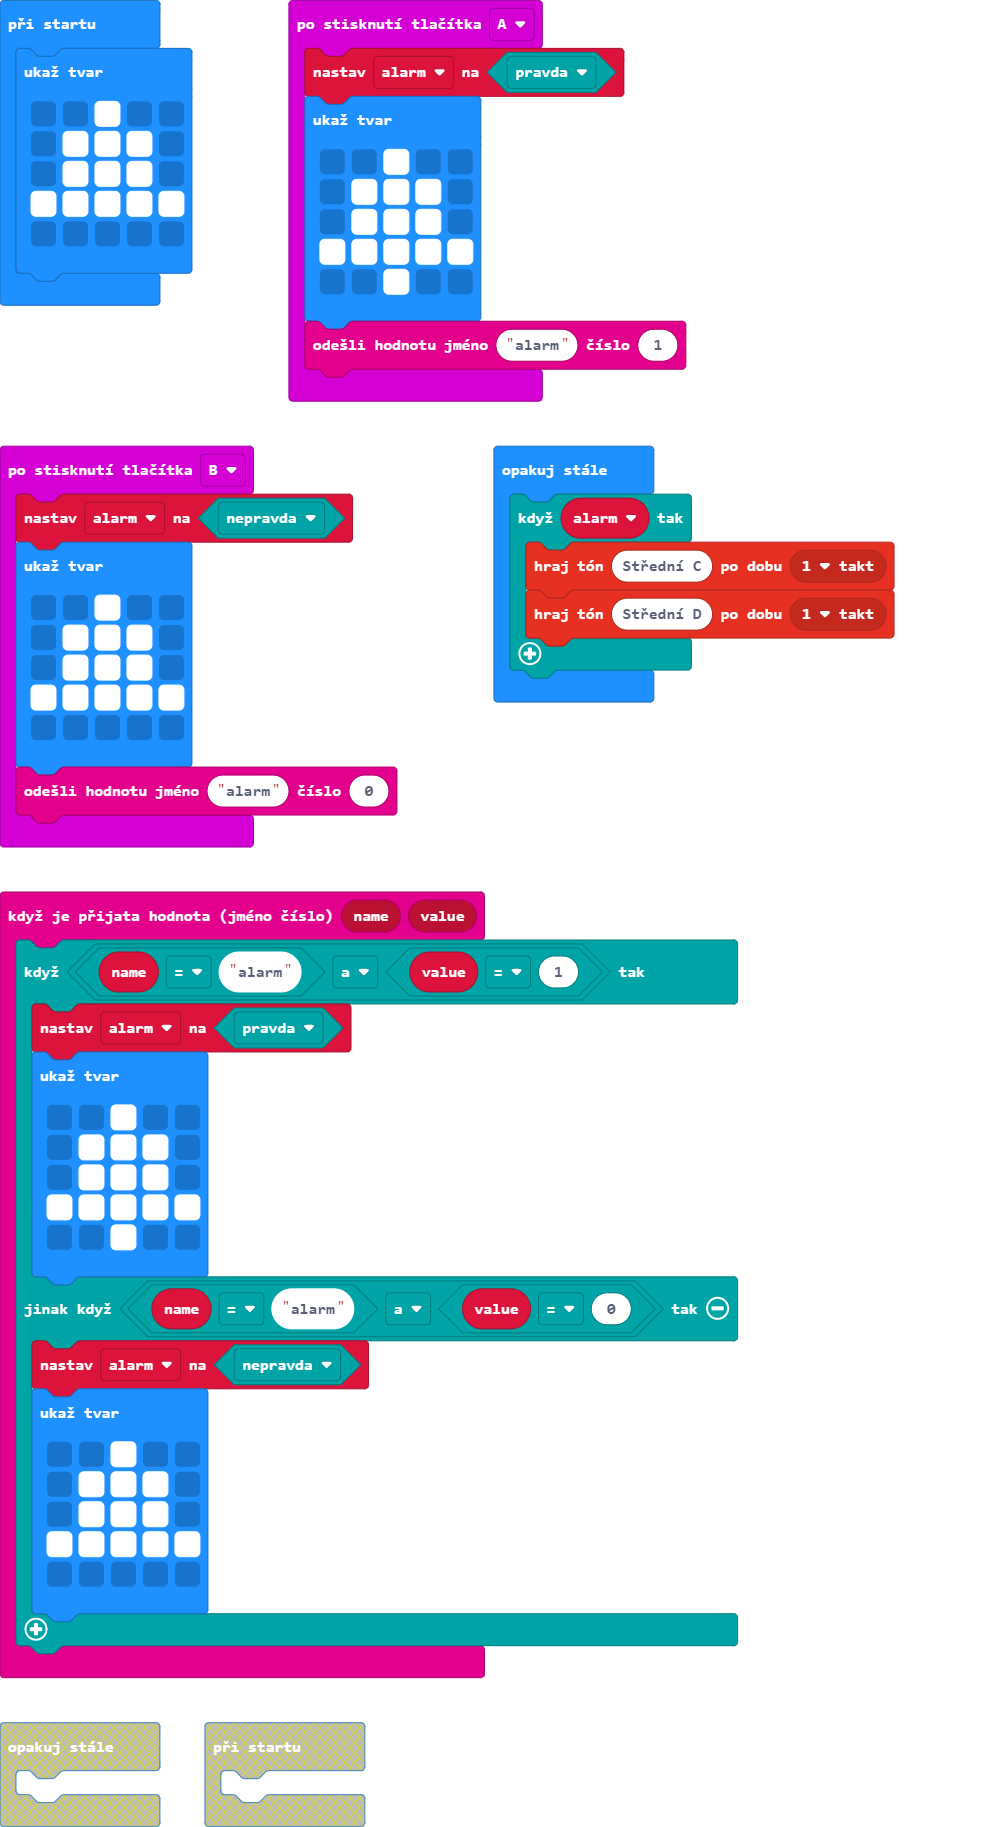 při startu
ukaž tvar
po stisknutí tlačítka A
nastav alarm na pravda
ukaž tvar
odešli hodnotu jméno "alarm" číslo 1
po stisknutí tlačítka B
nastav alarm na nepravda
ukaž tvar
odešli hodnotu jméno "alarm" číslo 0
opakuj stále
když alarm tak
hraj tón Střední C po dobu 1 takt
hraj tón Střední D po dobu 1 takt
když je přijata hodnota (jméno číslo) name value
když name = "alarm" a value = 1 tak
nastav alarm na pravda
ukaž tvar
jinak když name = "alarm" a value = 0 tak
nastav alarm na nepravda
ukaž tvar
opakuj stále
při startu